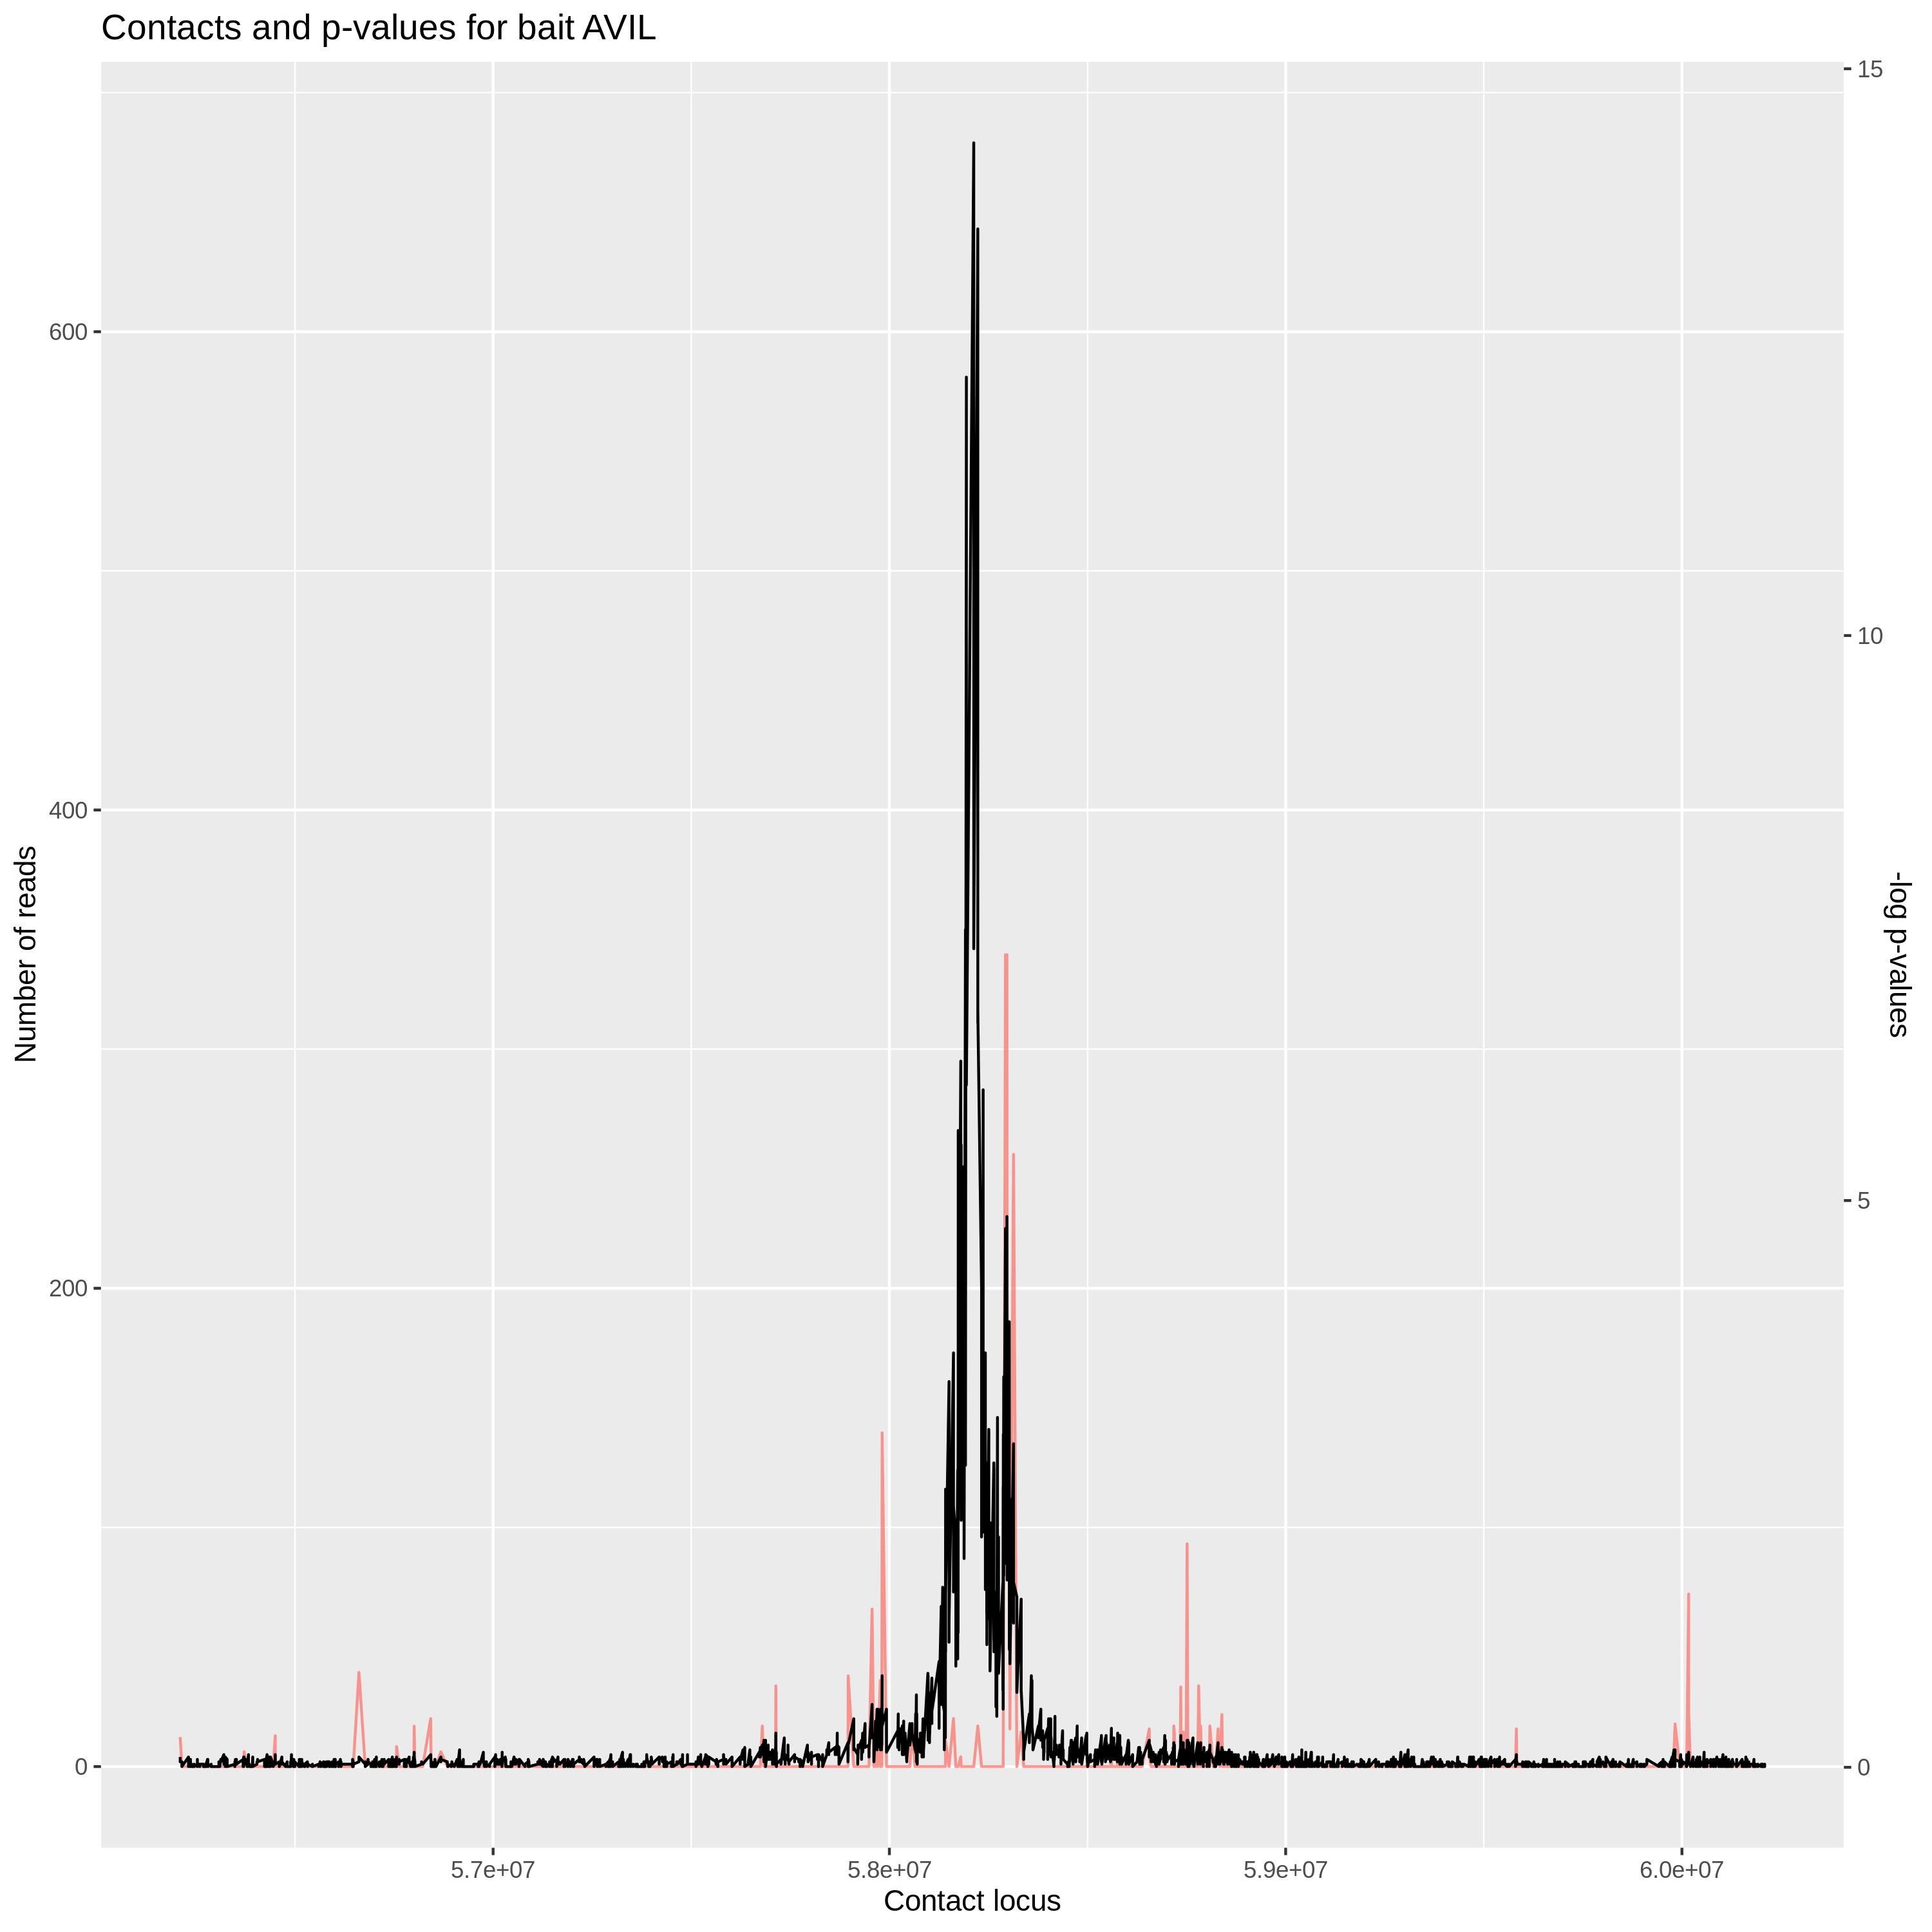 Contacts and p-values for bait AVIL
15
600
10
400
Number of reads
-log p-values
5
200
0
0
5.7e+07
5.8e+07
5.9e+07
6.0e+07
Contact locus